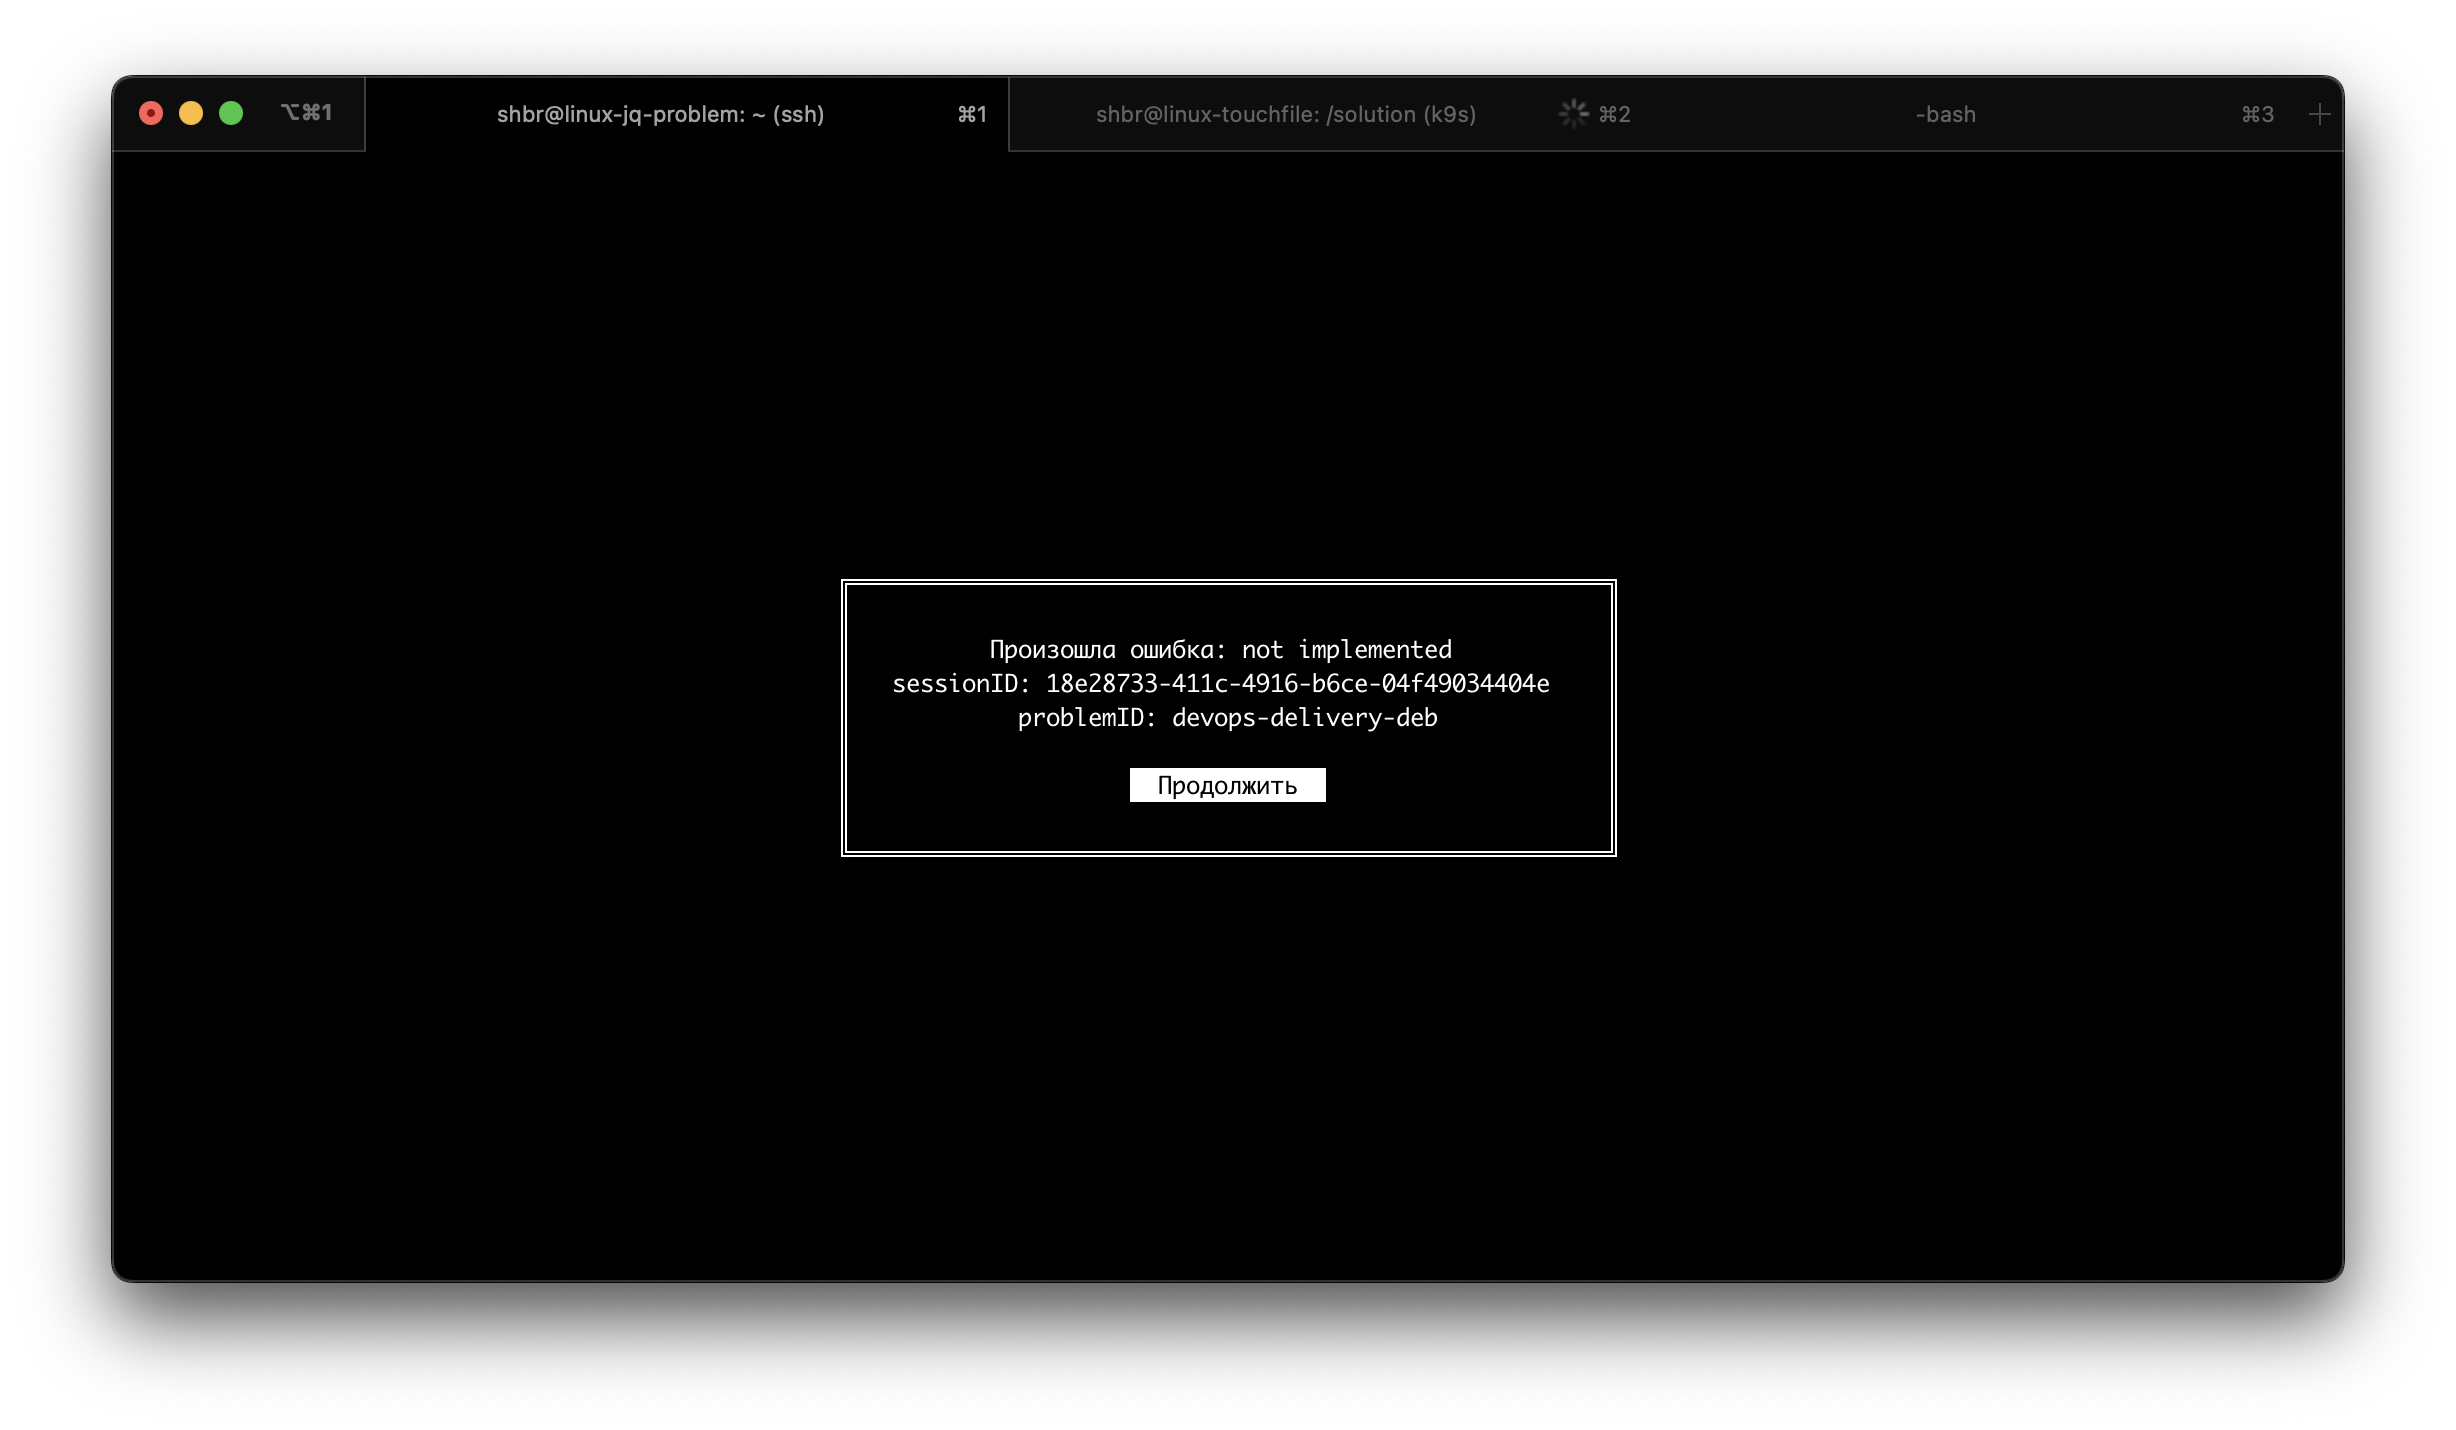 ⌥⌘1
shbr@linux-jq-problem: ~ (ssh) ⌘1
shbr@linux-touchfile: /solution (k9s) ⌘2
-bash ⌘3
Произошла ошибка: not implemented
sessionID: 18e28733-411c-4916-b6ce-04f49034404e
problemID: devops-delivery-deb
Продолжить